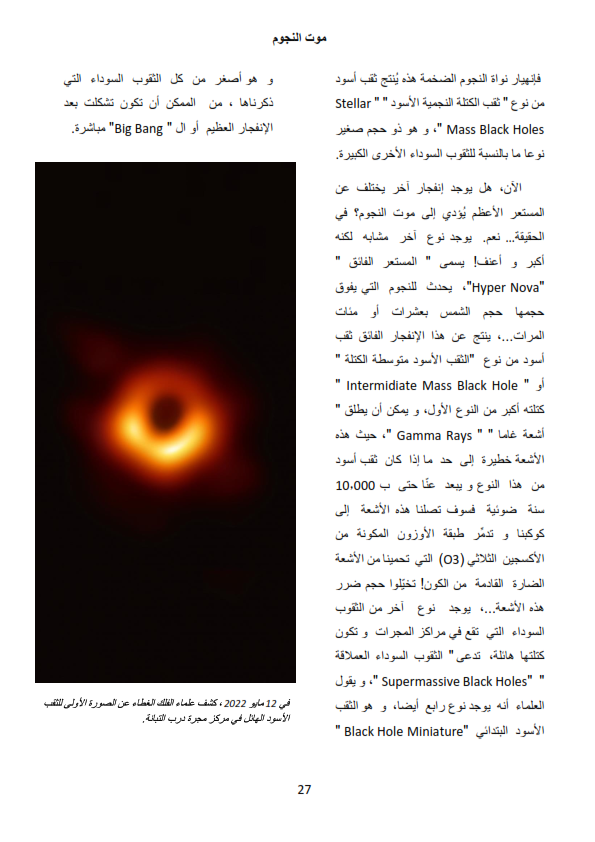 موت النجوم
فإنهيار نواة النجوم الضخمة هذه يُنتج ثقب أسود
من نوع " ثقب الكتلة النجمية الأسود " " Stellar
Mass Black Holes "، و هو ذو حجم صغير
نوعا ما بالنسبة للثقوب السوداء الأخرى الكبيرة.
الآن، هل يوجد إنفجار آخر يختلف عن
المستعر الأعظم يُؤدي إلى موت النجوم؟ في
الحقيقة... نعم. يوجد نوع آخر مشابه لكنه
أكبر و أعنف! يسمى " المستعر الفائق "
"Hyper Nova"، يحدث للنجوم التي يفوق
حجمها حجم الشمس بعشرات أو مئات
المرات...، ينتج عن هذا الإنفجار الفائق ثقب
أسود من نوع "الثقب الأسود متوسطة الكتلة "
أو " Intermidiate Mass Black Hole "
كتلته أكبر من النوع الأول، و يمكن أن يطلق "
أشعة غاما " " Gamma Rays "، حيث هذه
الأشعة خطيرة إلى حد ما إذا كان ثقب أسود
من هذا النوع و يبعد عنّا حتى ب 10،000
سنة ضوئية فسوف تصلنا هذه الأشعة إلى
كوكبنا و تدمّر طبقة الأوزون المكونة من
الأكسجين الثلاثي (O3) التي تحمينا من الأشعة
الضارة القادمة من الكون! تخيّلوا حجم ضرر
هذه الأشعة...، يوجد نوع آخر من الثقوب
السوداء التي تقع في مراكز المجرات و تكون
كتلتها هائلة، تدعى " الثقوب السوداء العملاقة
" "Supermassive Black Holes "، و يقول
العلماء أنه يوجد نوع رابع أيضا، و هو الثقب
الأسود البتدائي "Black Hole Miniature "
و هو أصغر من كل الثقوب السوداء التي
ذكرناها ، من الممكن أن تكون تشكلت بعد
الإنفجار العظيم أو ال " Big Bang" مباشرة.
في 12 مايو 2022 ، كشف علماء الفلك الغطاء عن الصورة الأولى للثقب
الأسود الهائل في مركز مجرة درب التبانة.
27